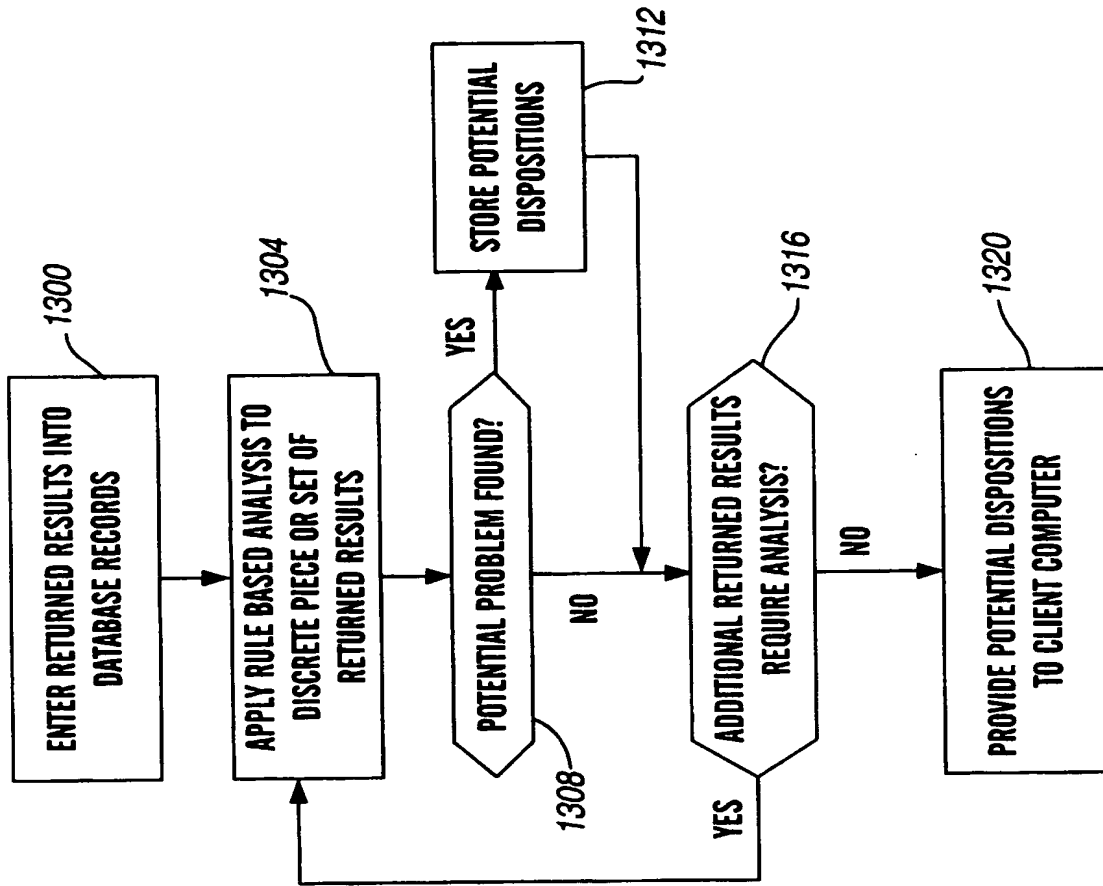 1300
ENTER RETURNED RESULTS INTO
DATABASE RECORDS
1304
APPLY RULE BASED ANALYSIS TO
DISCRETE PIECE OR SET OF
RETURNED RESULTS
1308
POTENTIAL PROBLEM FOUND?
YES
1312
STORE POTENTIAL
DISPOSITIONS
NO
1316
ADDITIONAL RETURNED RESULTS
REQUIRE ANALYSIS?
YES
NO
1320
PROVIDE POTENTIAL DISPOSITIONS
TO CLIENT COMPUTER